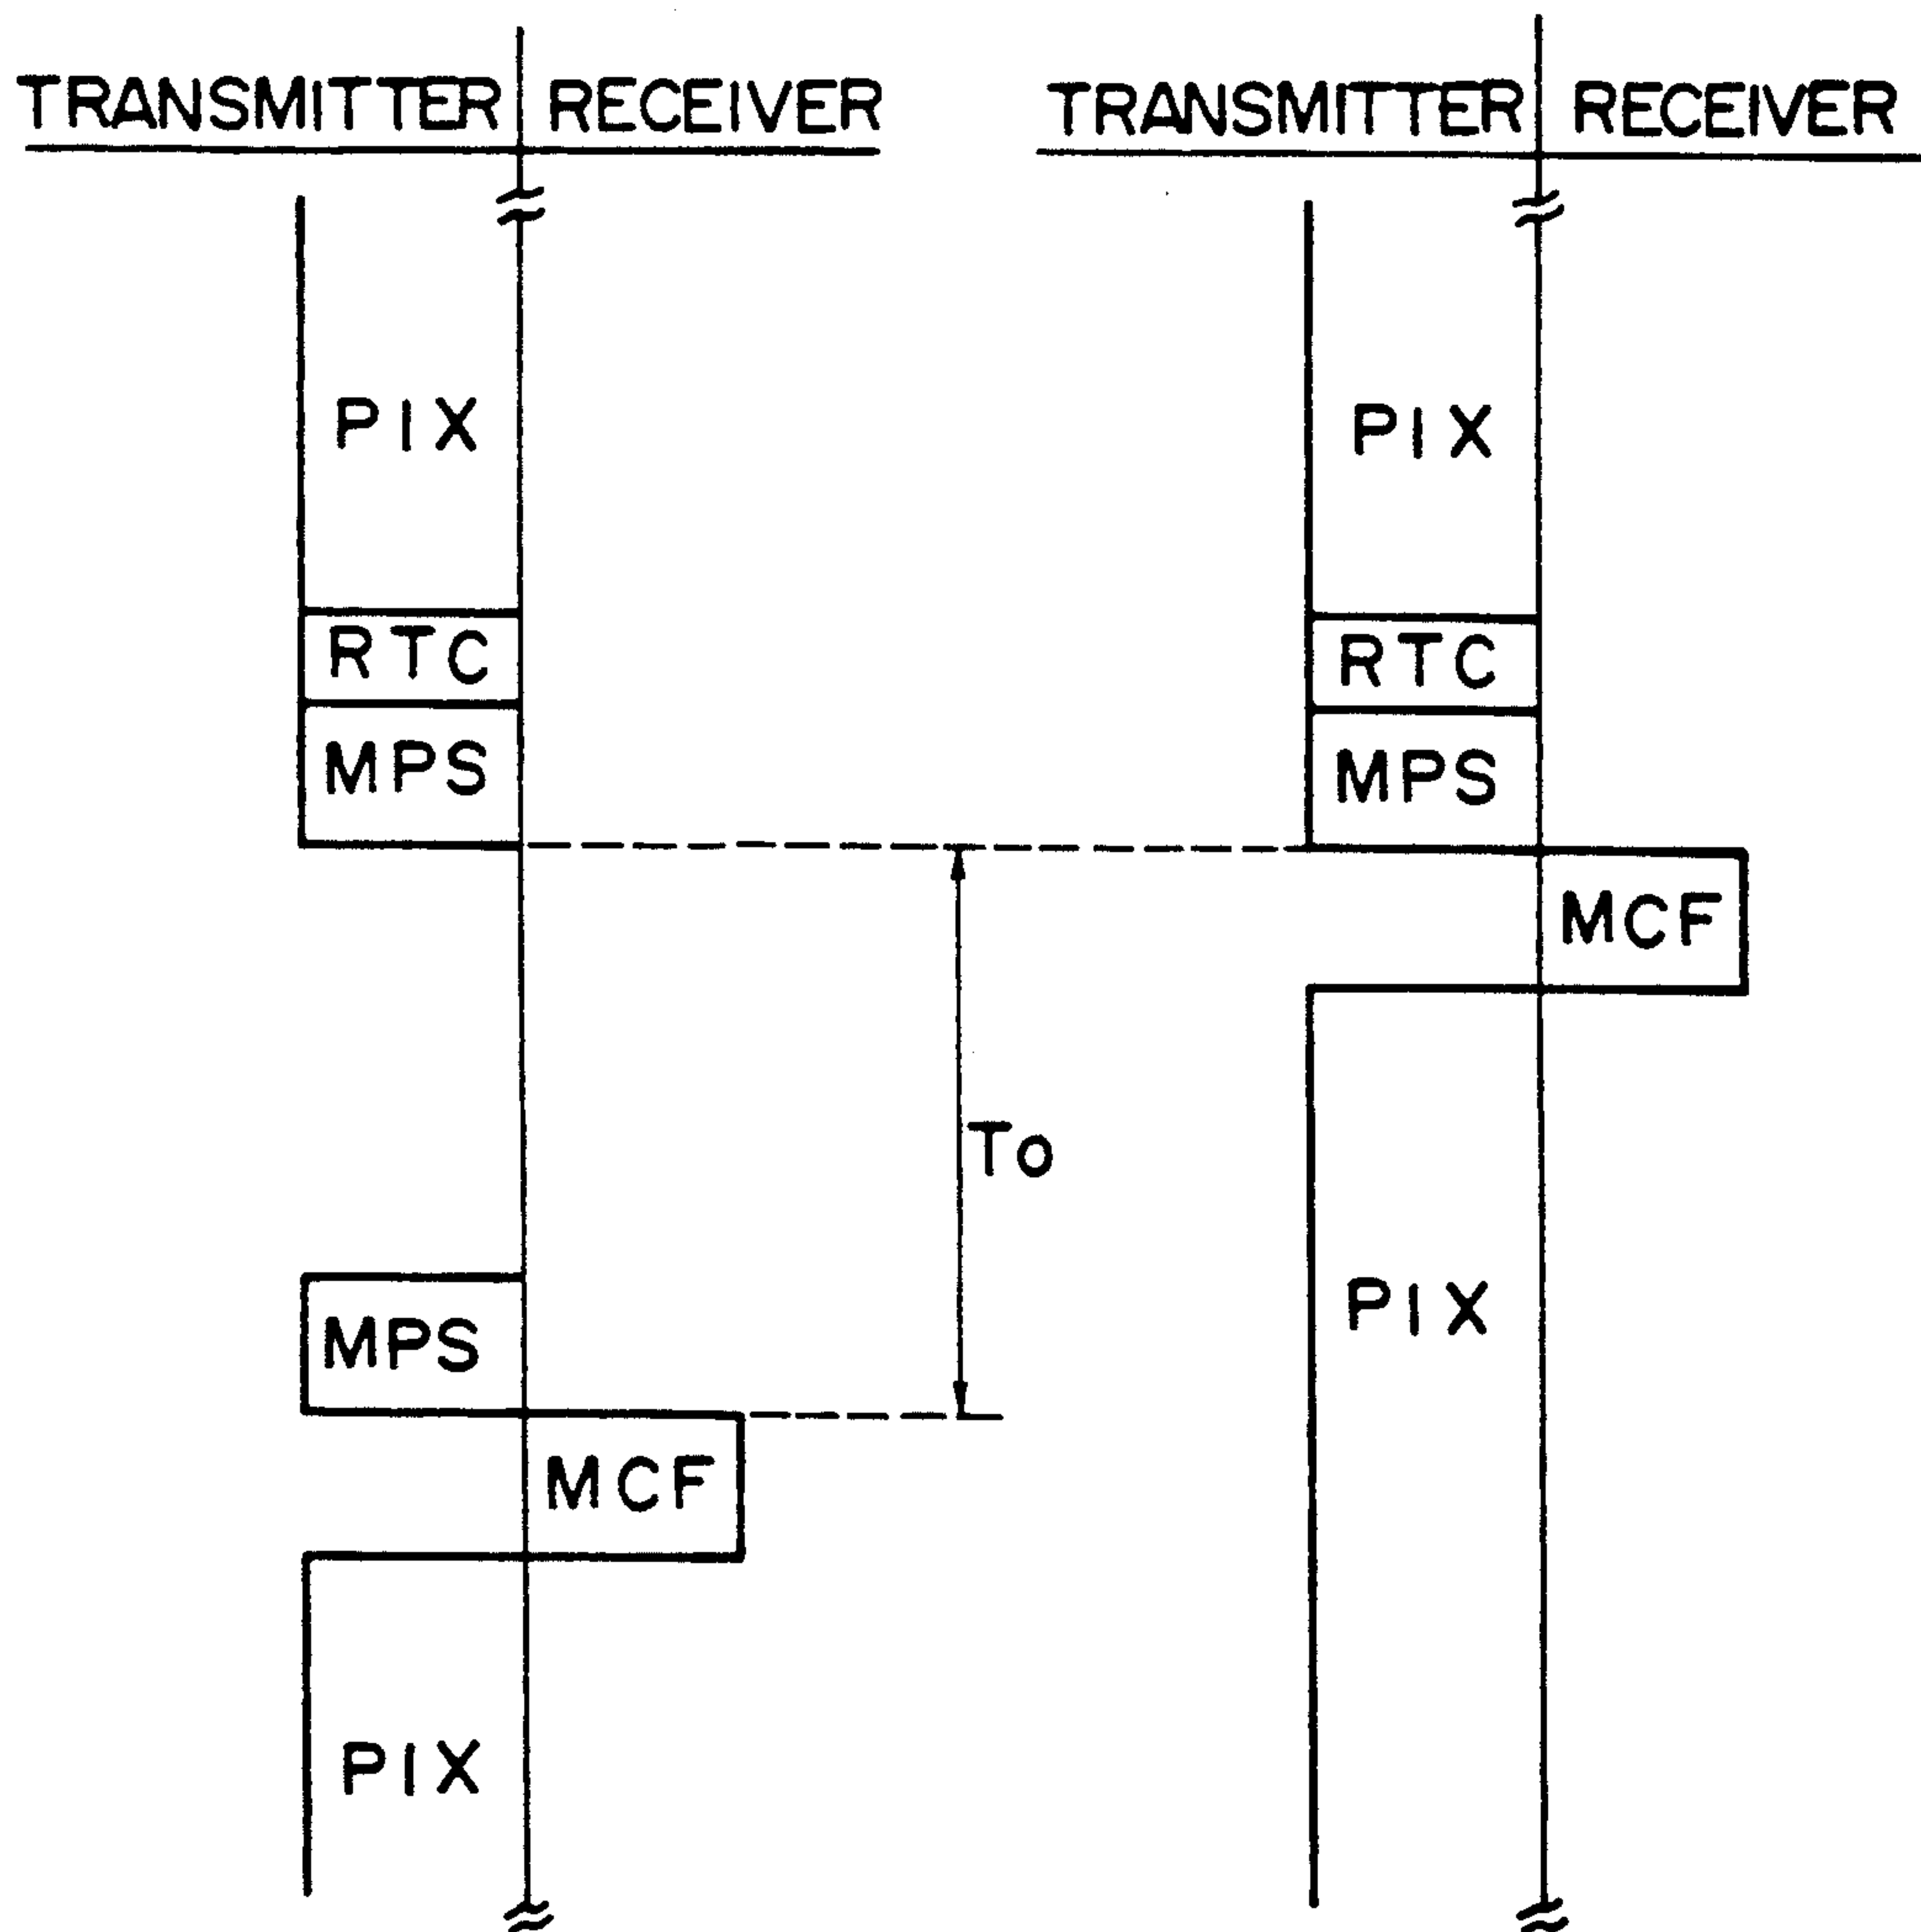 TRANSMITTER RECEIVER
PIX
RTC
MPS
MPS
MCF
PIX
To
TRANSMITTER RECEIVER
PIX
RTC
MPS
MCF
PIX